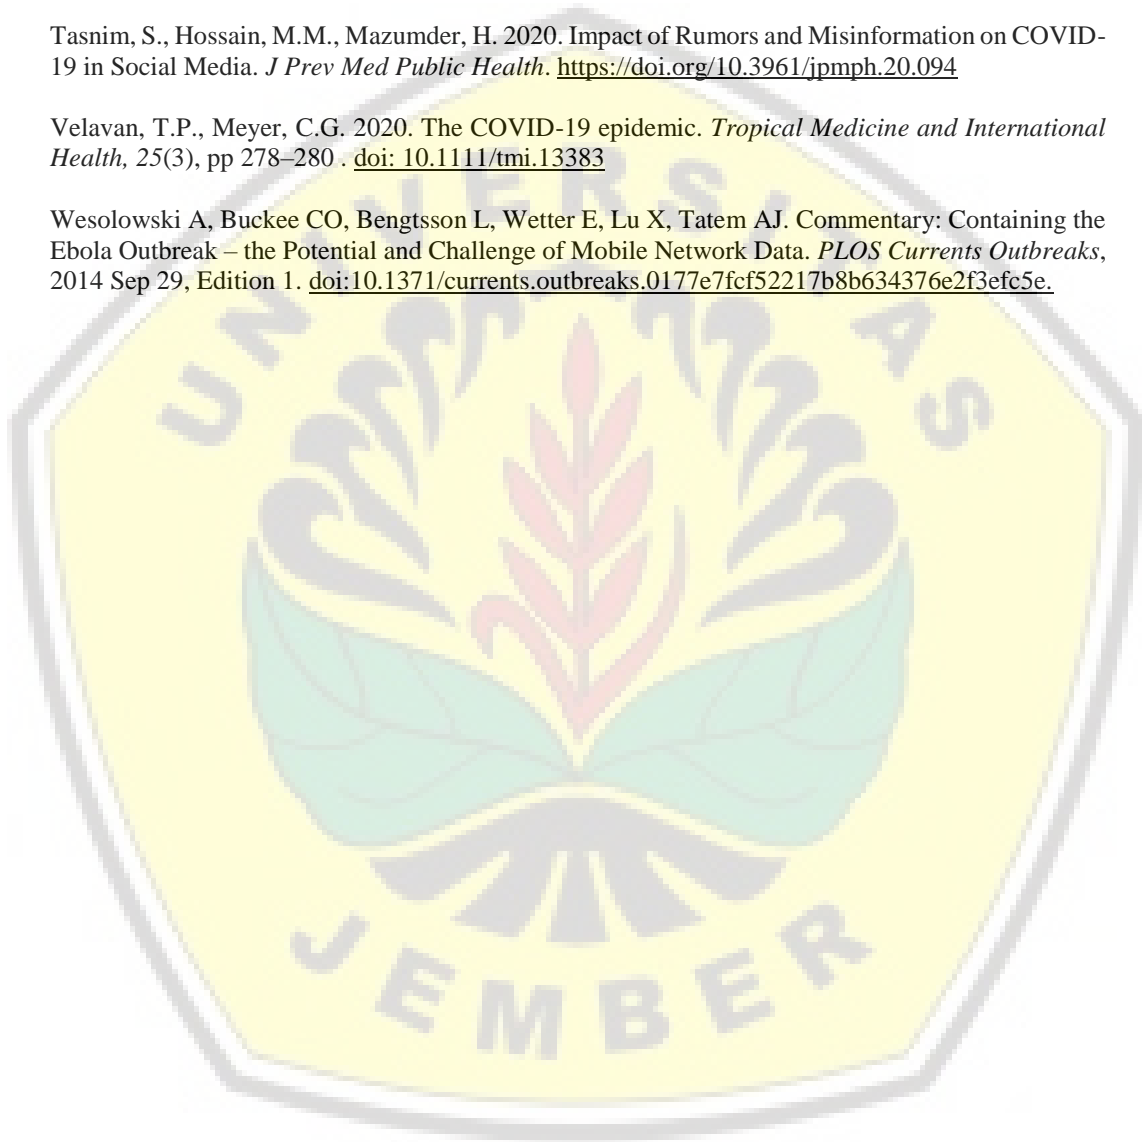 Tasnim, S., Hossain, M.M., Mazumder, H. 2020. Impact of Rumors and Misinformation on COVID-
19 in Social Media. J Prev Med Public Health. https://doi.org/10.3961/jpmph.20.094
Velavan, T.P., Meyer, C.G. 2020. The COVID-19 epidemic. Tropical Medicine and International
Health, 25(3), pp 278–280 . doi: 10.1111/tmi.13383
Wesolowski A, Buckee CO, Bengtsson L, Wetter E, Lu X, Tatem AJ. Commentary: Containing the
Ebola Outbreak – the Potential and Challenge of Mobile Network Data. PLOS Currents Outbreaks,
2014 Sep 29, Edition 1. doi:10.1371/currents.outbreaks.0177e7fcf52217b8b634376e2f3efc5e.
UNIVERSITAS
JEMBER